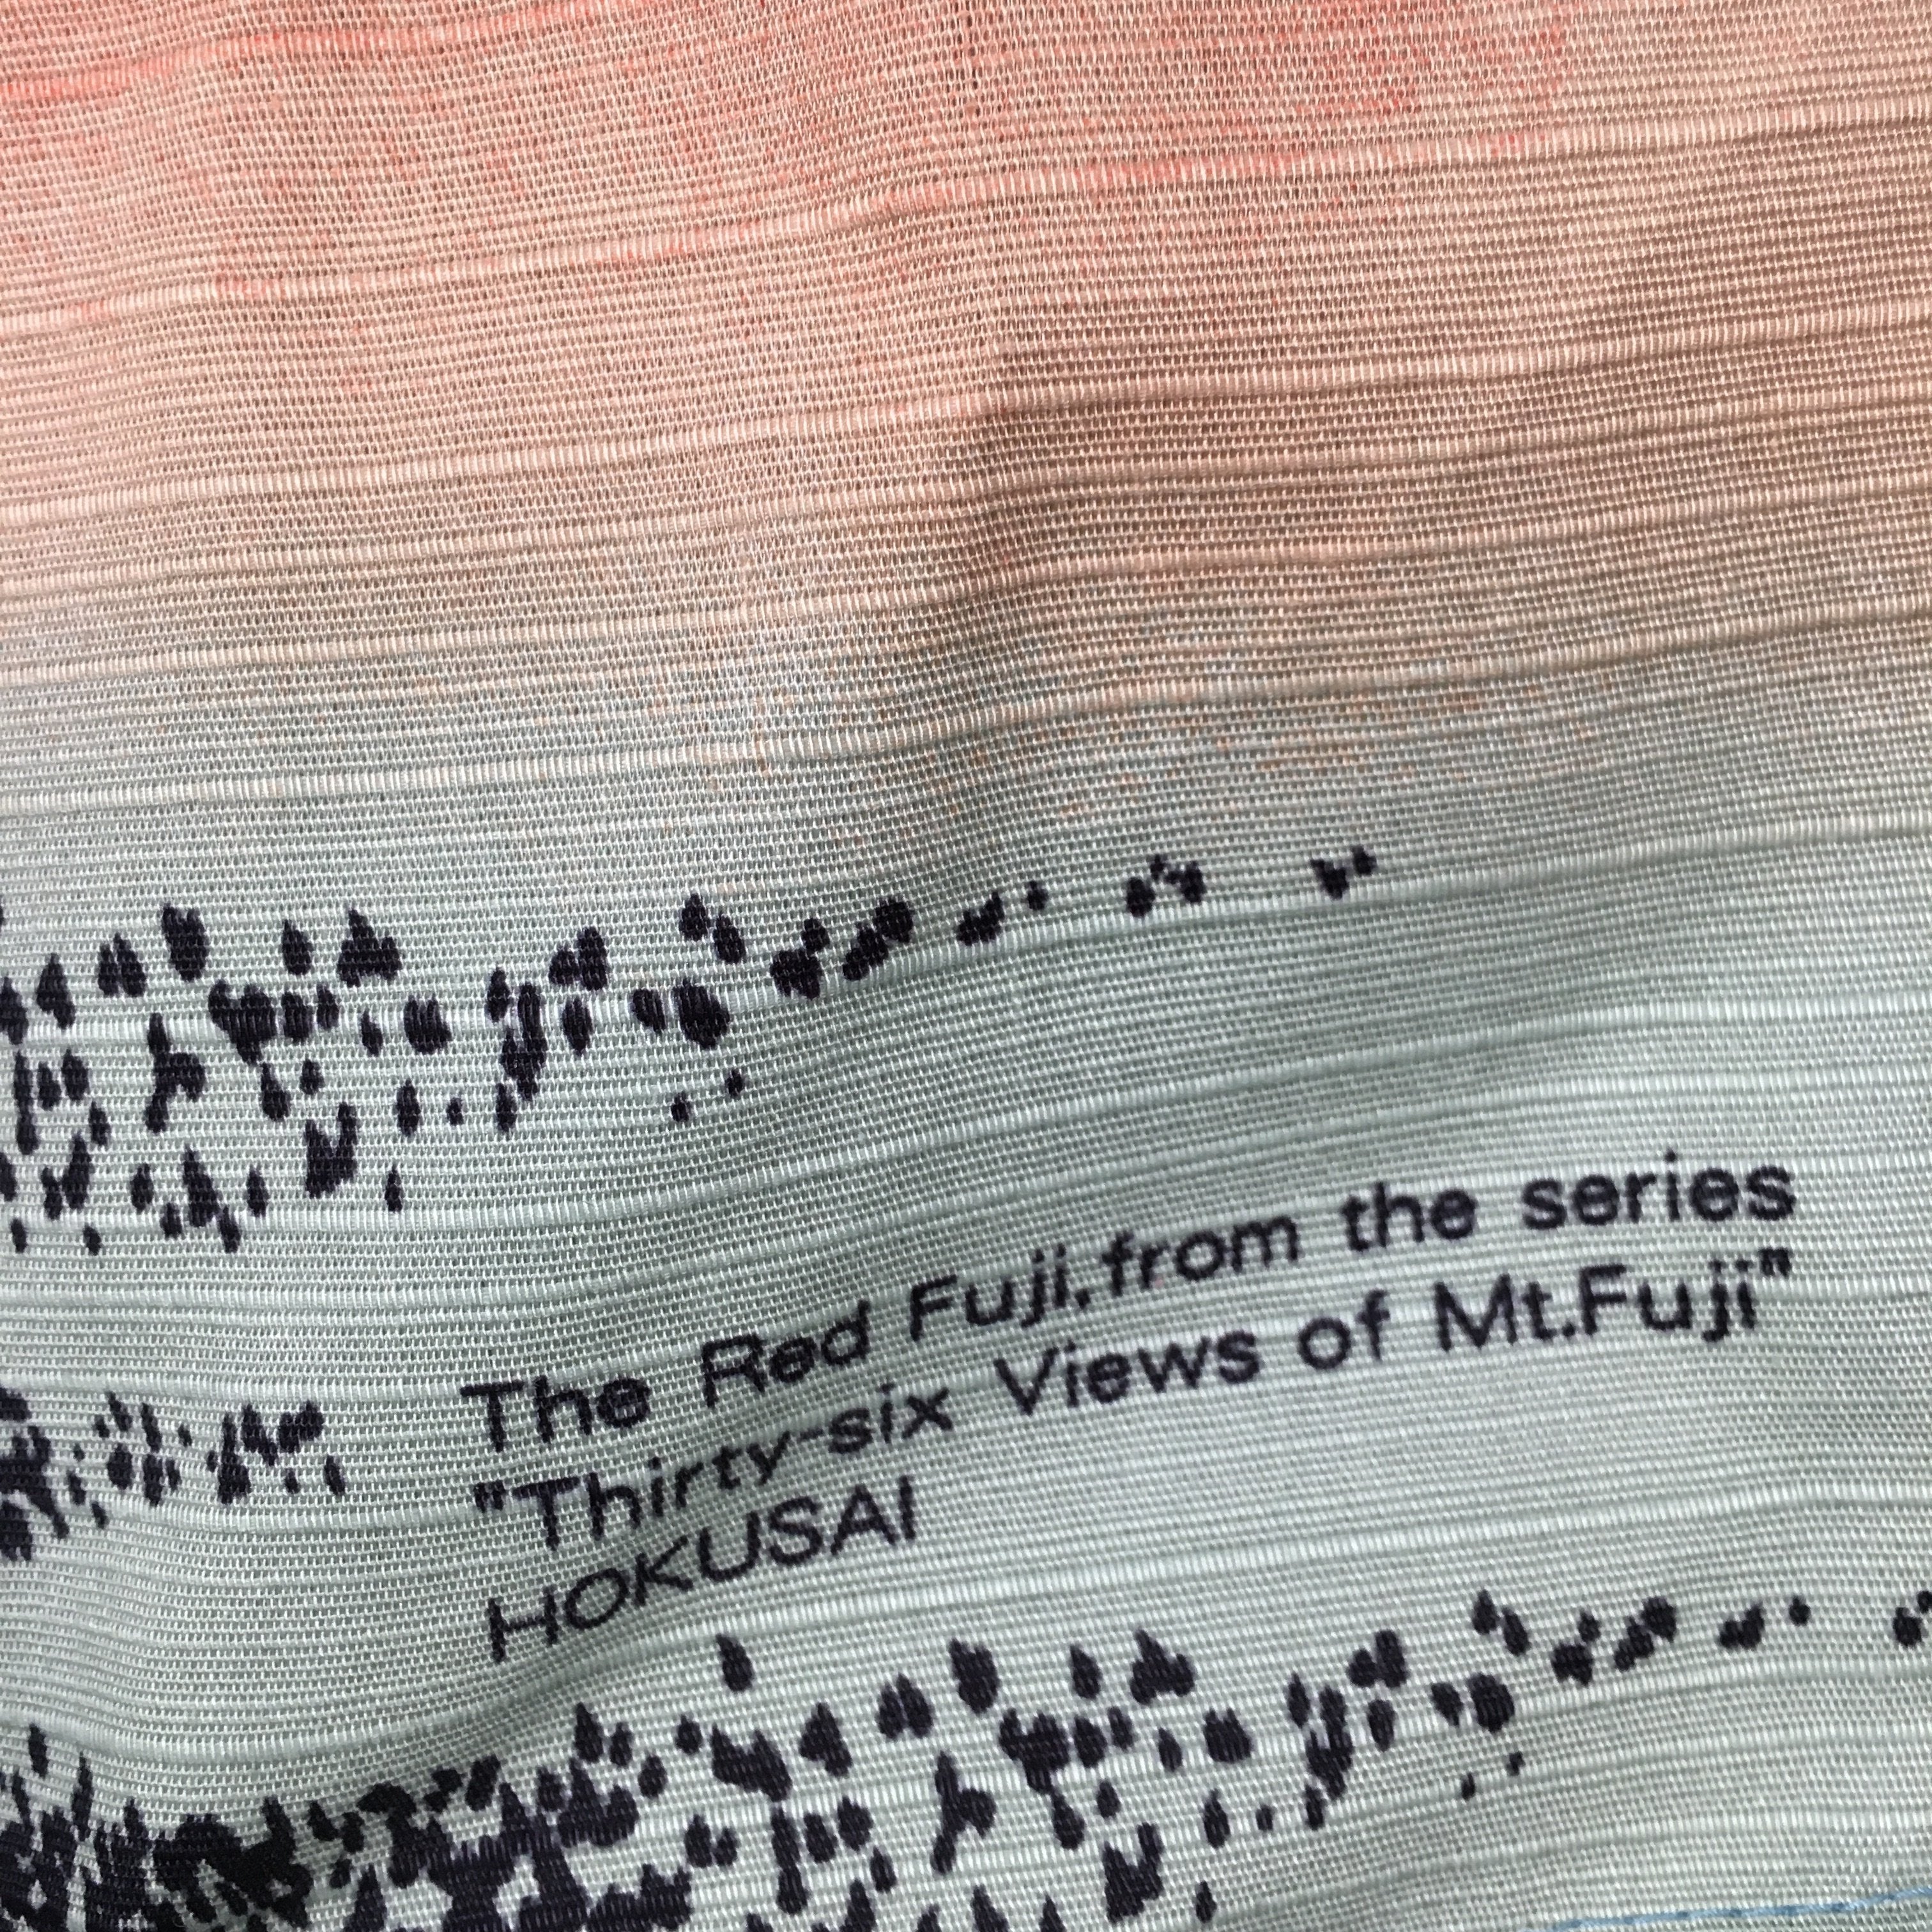 The Red Fuji,from the series
"Thirty-six Views of Mt.Fuji"
HOKUSAI